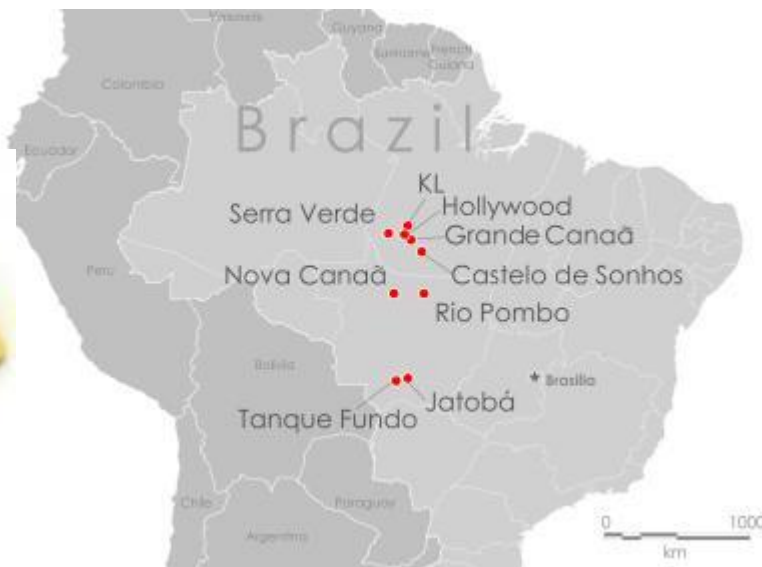 Venezuela
Guyana
Suriname
French
Guiana
Colombia
Ecuador
Brazil
KL
Hollywood
Serra Verde
Grande Canaã
Peru
Nova Canaã
Castelo de Sonhos
Rio Pombo
Bolivia
Brasilia
Jatobá
Tanque Fundo
Chile
Paraguay
Argentina
0 1000
km